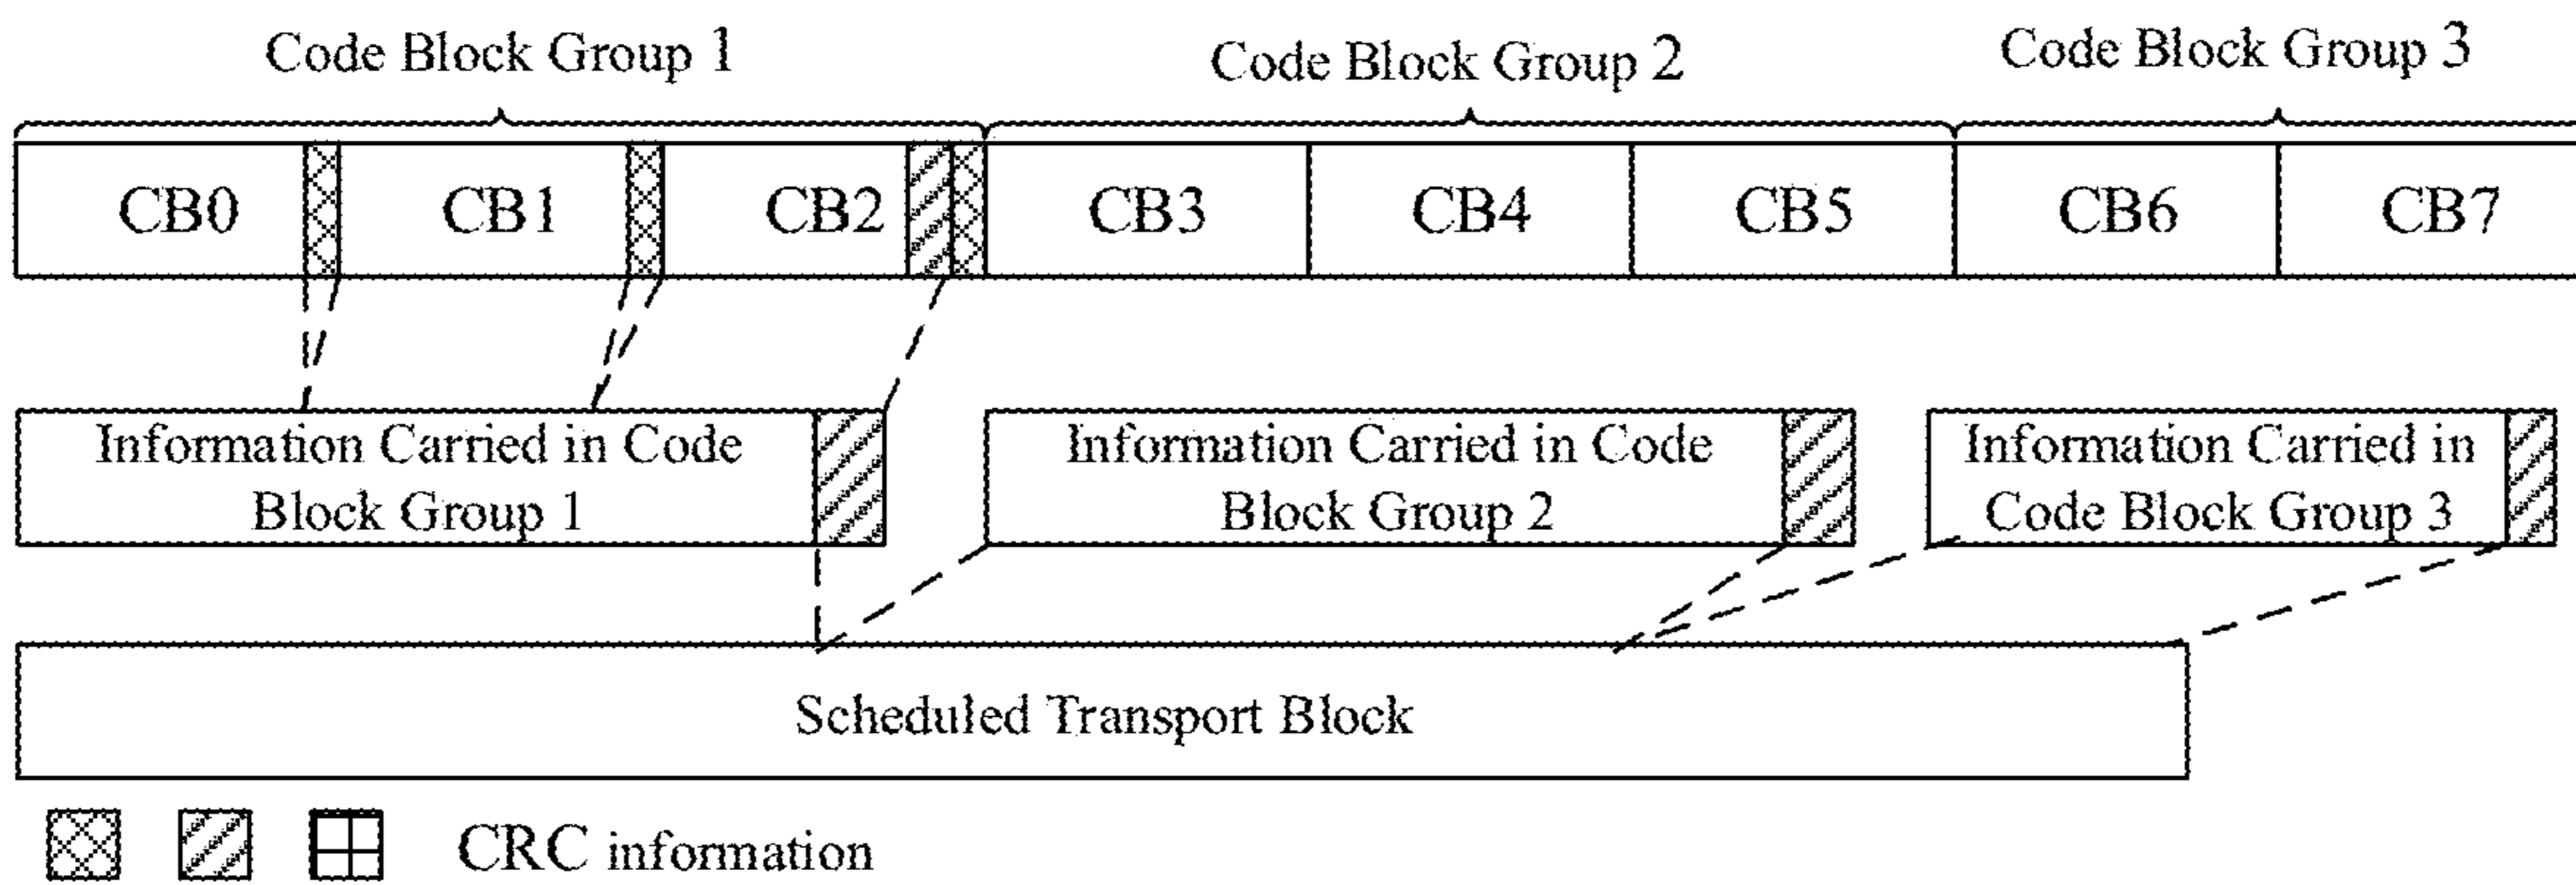 Code Block Group 1
Code Block Group 2
Code Block Group 3
CB0
CB1
CB2
CB3
CB4
CB5
CB6
CB7
Information Carried in Code
Block Group 1
Information Carried in Code
Block Group 2
Information Carried in
Code Block Group 3
Scheduled Transport Block
CRC information